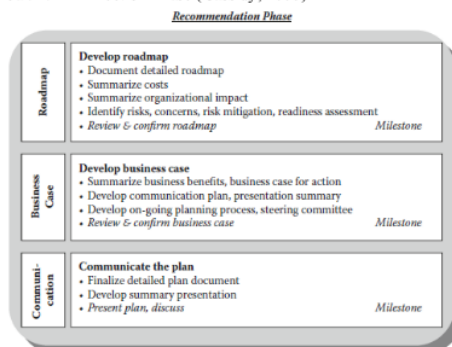 Recommendation Phase
Roadmap
Develop roadmap
• Document detailed roadmap
• Summarize costs
• Summarize organizational impact
• Identify risks, concerns, risk mitigation, readiness assessment
• Review & confirm roadmap Milestone
Business
Case
Develop business case
• Summarize business benefits, business case for action
• Develop communication plan, presentation summary
• Develop on-going planning process, steering committee
• Review & confirm business case Milestone
Communi-
cation
Communicate the plan
• Finalize detailed plan document
• Develop summary presentation
• Present plan, discuss Milestone